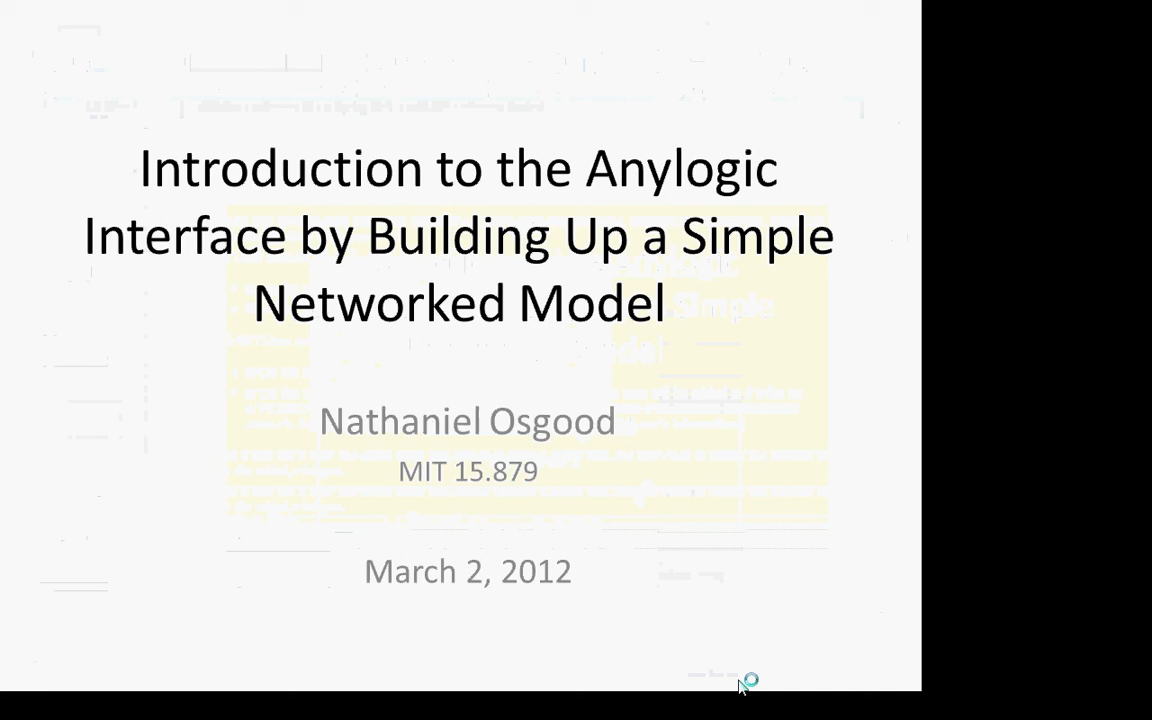 Introduction to the Anylogic
Interface by Building Up a Simple
Networked Model
Nathaniel Osgood
MIT 15.879
March 2, 2012